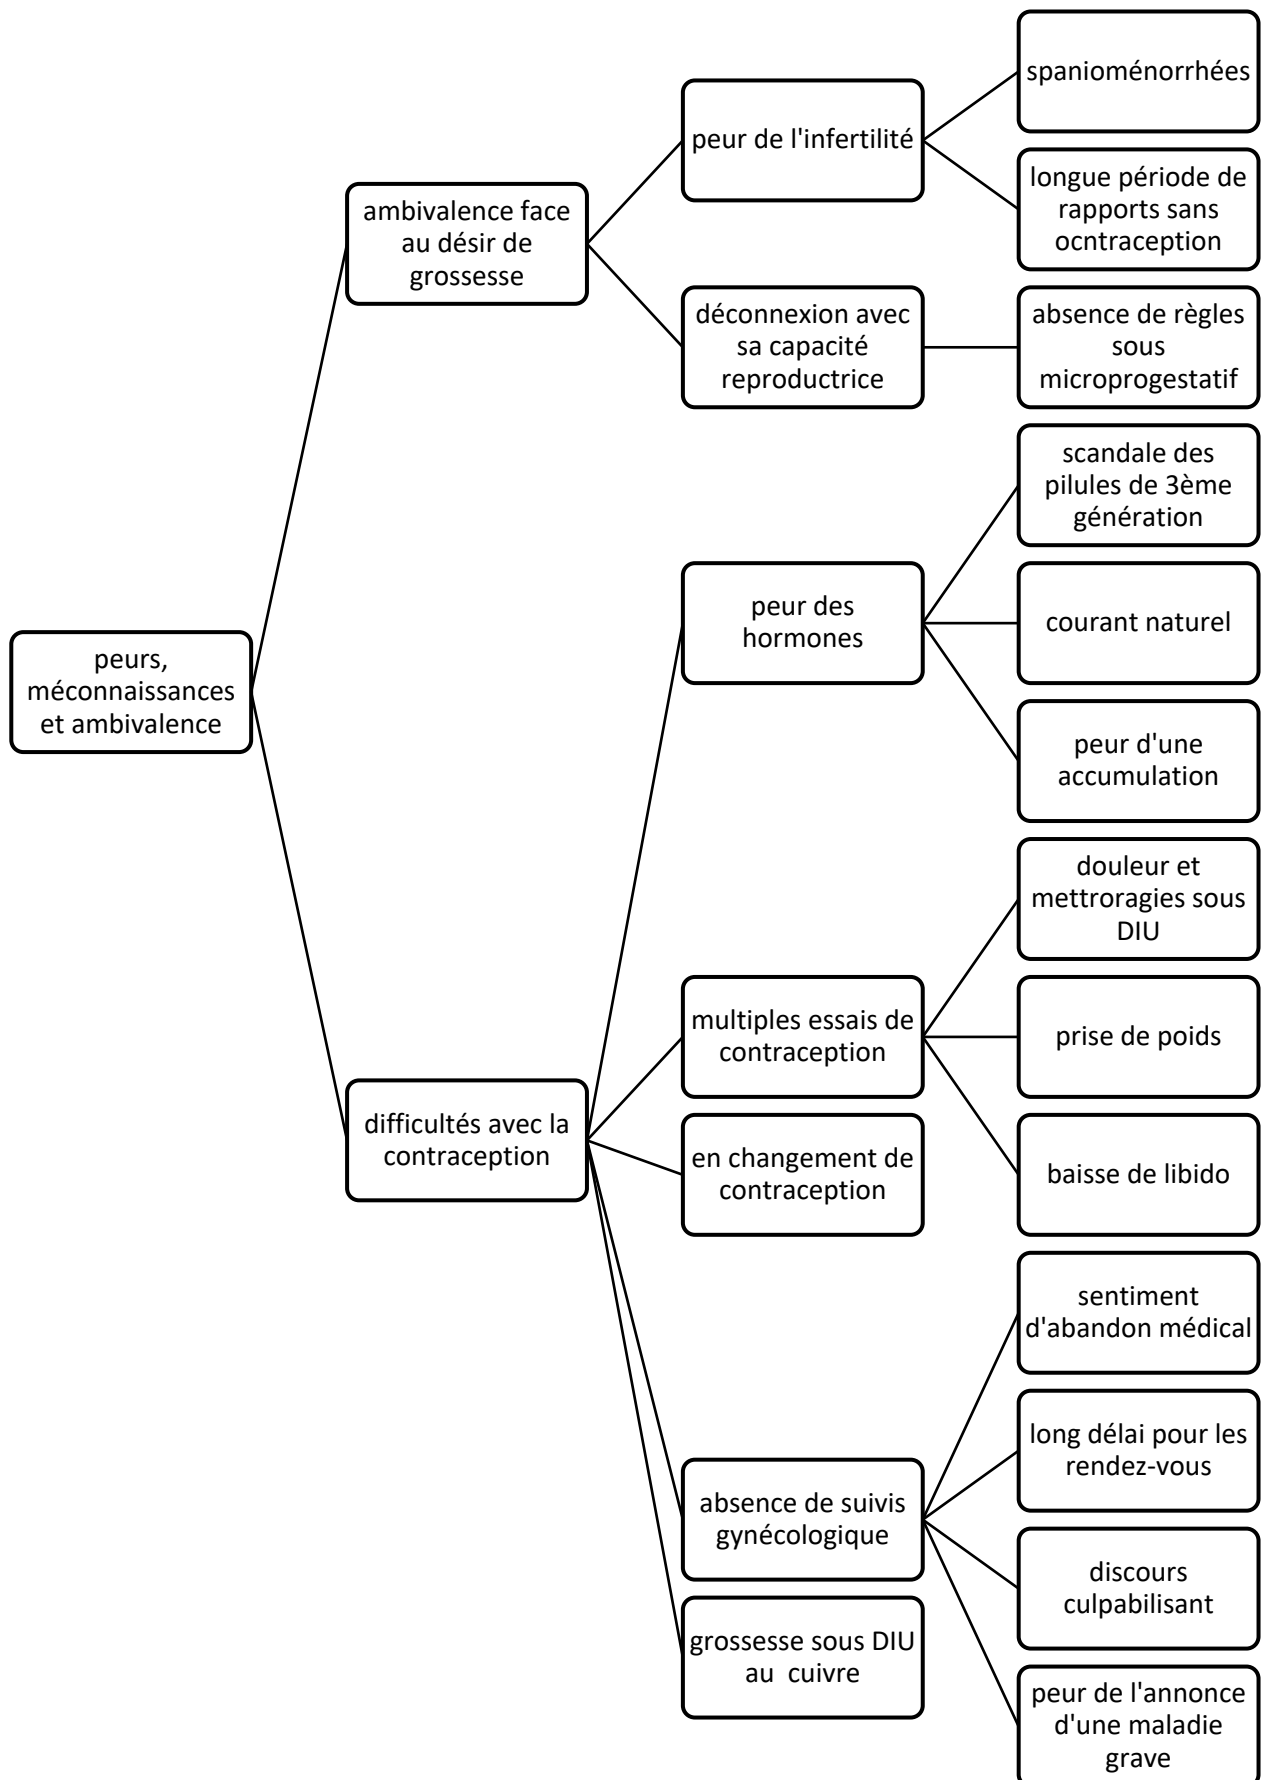 peurs,
méconnaissances
et ambivalence
ambivalence face
au désir de
grossesse
peur de l'infertilité
spanioménorrhées
longue période de
rapports sans
ocntraception
déconnexion avec
sa capacité
reproductrice
absence de règles
sous
microprogestatif
difficultés avec la
contraception
peur des
hormones
scandale des
pilules de 3ème
génération
courant naturel
peur d'une
accumulation
multiples essais de
contraception
douleur et
mettroragies sous
DIU
prise de poids
baisse de libido
en changement de
contraception
absence de suivis
gynécologique
sentiment
d'abandon médical
long délai pour les
rendez-vous
discours
culpabilisant
peur de l'annonce
d'une maladie
grave
grossesse sous DIU
au cuivre